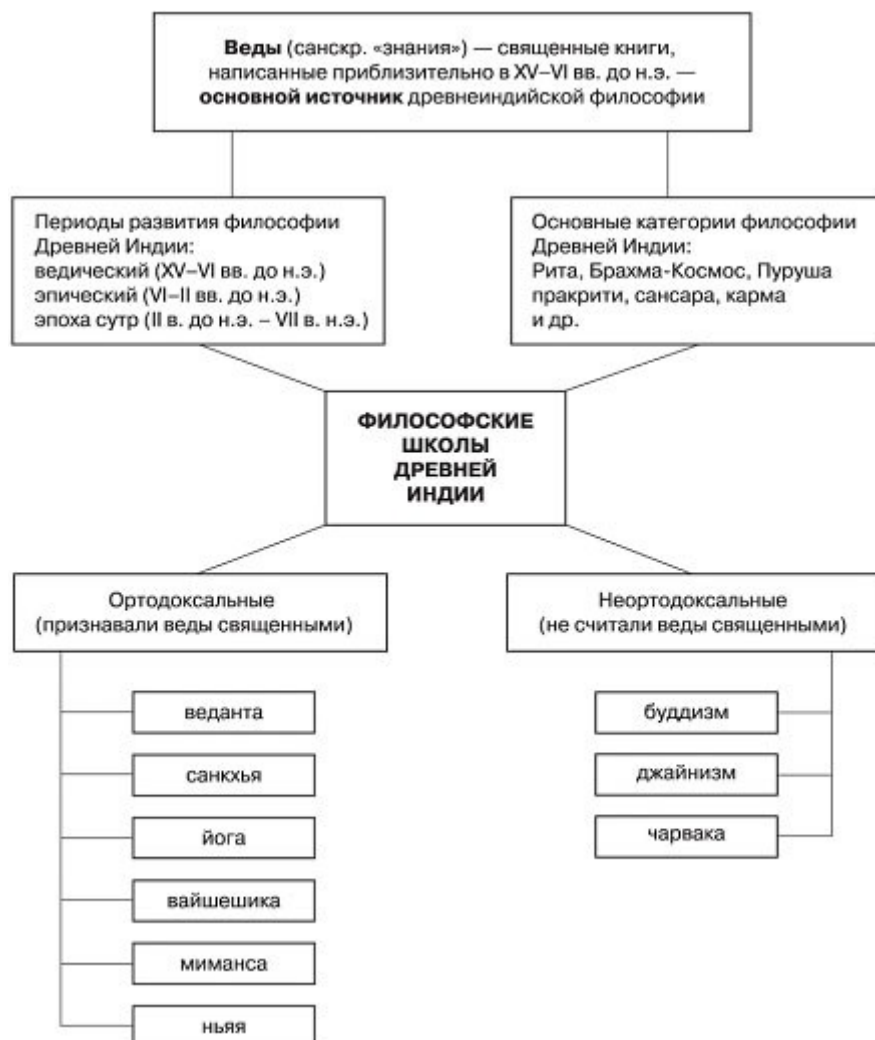 Веды (санскр. «знания») — священные книги,
написанные приблизительно в XV–VI вв. до н.э. —
основной источник древнеиндийской философии
Периоды развития философии
Древней Индии:
ведический (XV–VI вв. до н.э.)
эпический (VI–II вв. до н.э.)
эпоха сутр (II в. до н.э. – VII в. н.э.)
Основные категории философии
Древней Индии:
Рита, Брахма-Космос, Пуруша
пракрити, сансара, карма
и др.
ФИЛОСОФСКИЕ
ШКОЛЫ
ДРЕВНЕЙ
ИНДИИ
Ортодоксальные
(признавали веды священными)
веданта
санкхья
йога
вайшешика
миманса
ньяя
Неортодоксальные
(не считали веды священными)
буддизм
джайнизм
чарвака